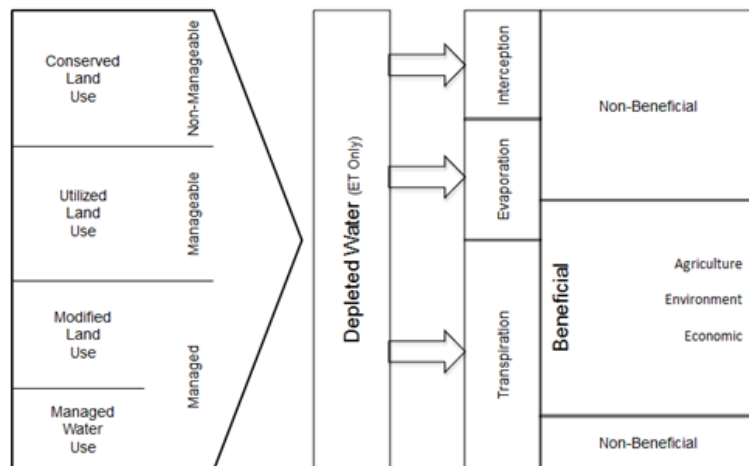 Conserved
Land
Use
Non-Manageable
Utilized
Land
Use
Manageable
Modified
Land
Use
Managed
Managed
Water
Use
Depleted Water (ET Only)
Interception
Evaporation
Transpiration
Non-Beneficial
Beneficial
Agriculture
Environment
Economic
Non-Beneficial